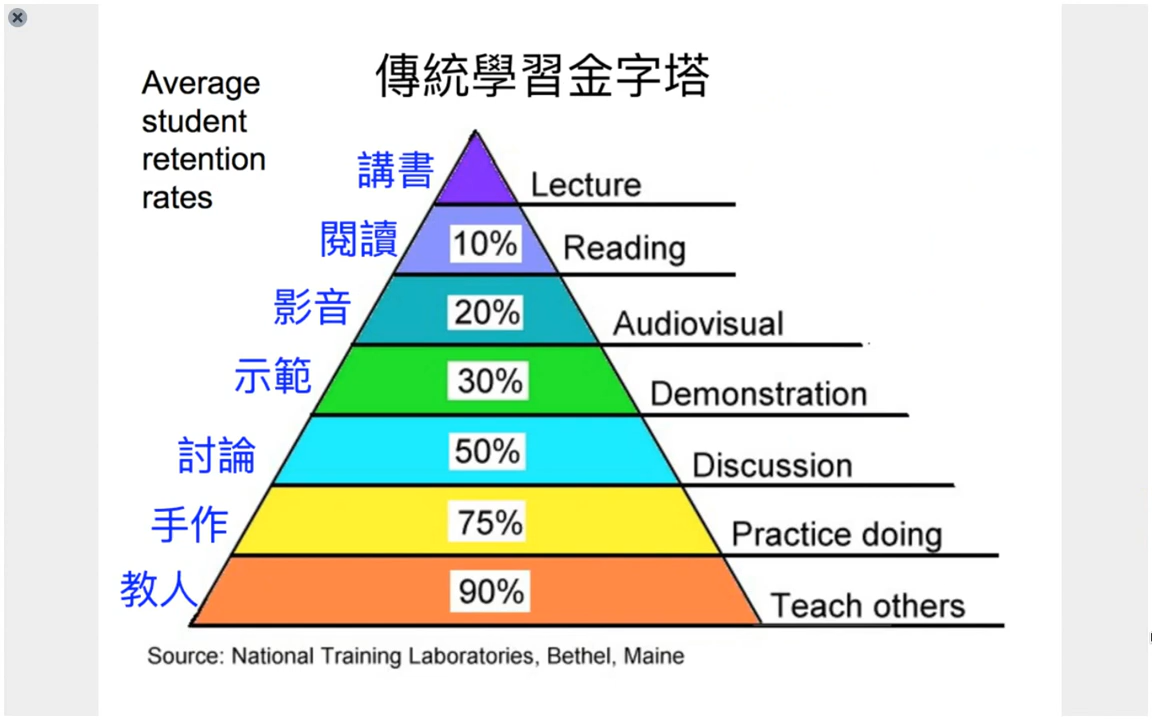 傳統學習金字塔
Average
student
retention
rates
講書 Lecture
閱讀 10% Reading
影音 20% Audiovisual
示範 30% Demonstration
討論 50% Discussion
手作 75% Practice doing
教人 90% Teach others
Source: National Training Laboratories, Bethel, Maine